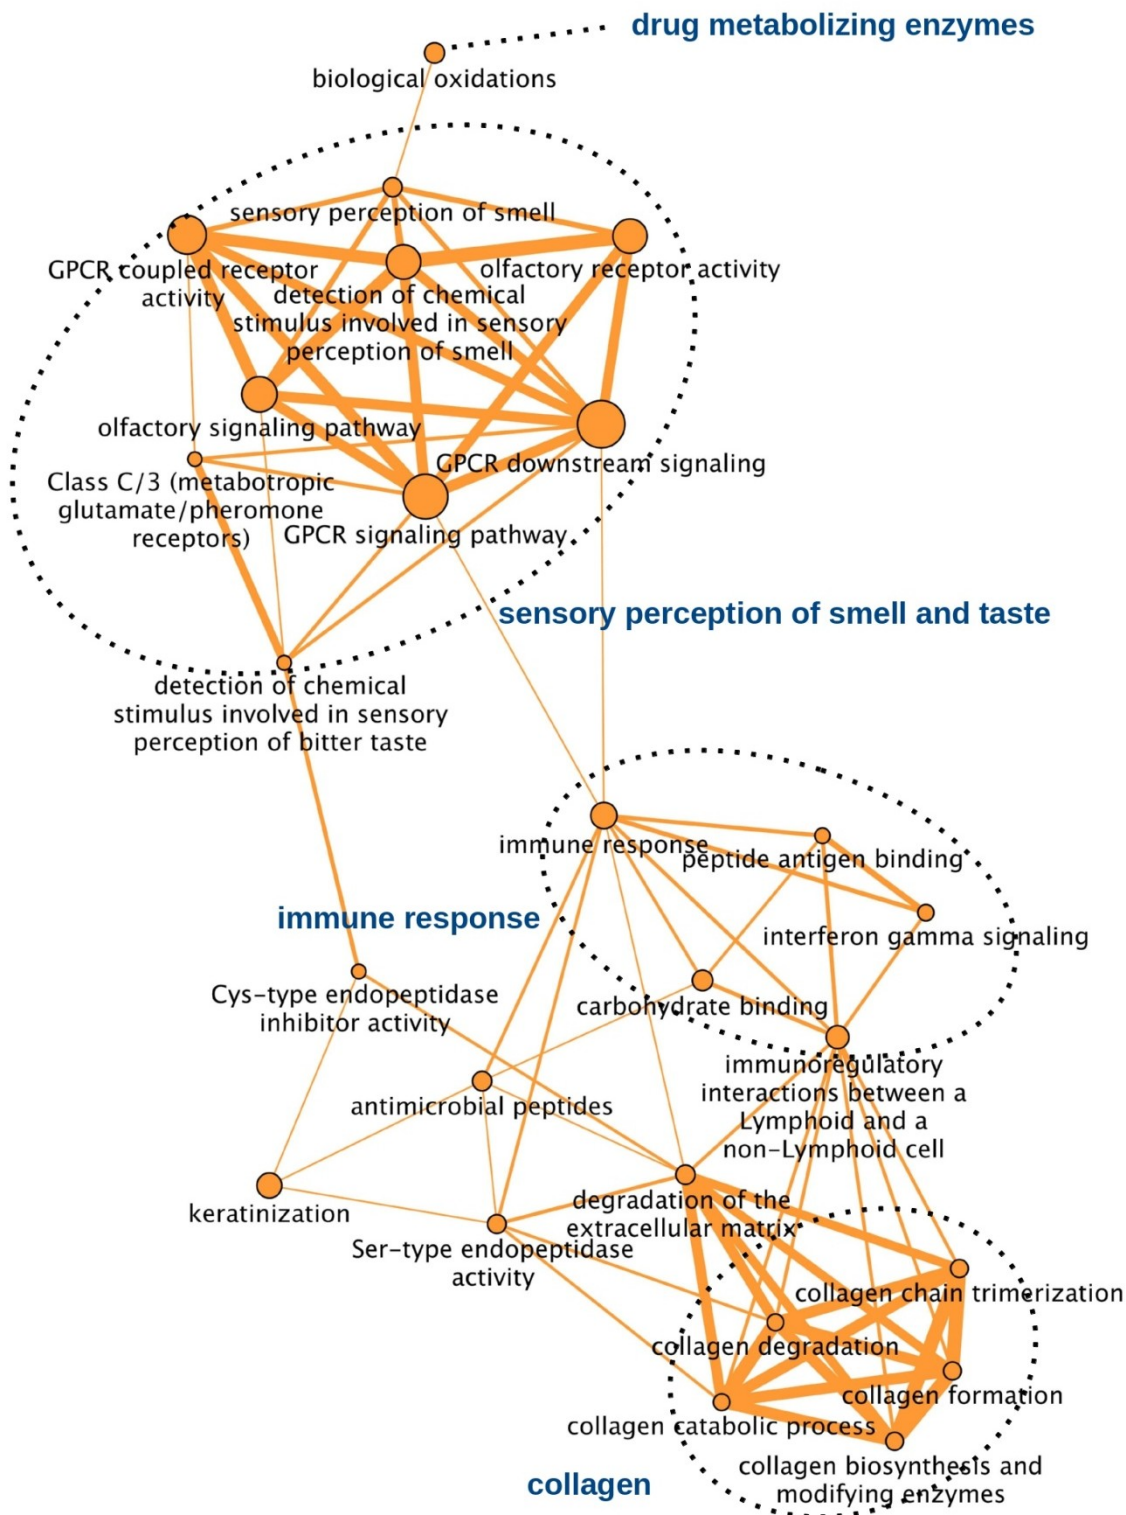 drug metabolizing enzymes
biological oxidations
sensory perception of smell
GPCR coupled receptor
activity
olfactory receptor activity
detection of chemical
stimulus involved in sensory
perception of smell
olfactory signaling pathway
GPCR downstream signaling
Class C/3 (metabotropic
glutamate/pheromone
receptors)
GPCR signaling pathway
sensory perception of smell and taste
detection of chemical
stimulus involved in sensory
perception of bitter taste
immune response
peptide antigen binding
immune response
interferon gamma signaling
Cys-type endopeptidase
inhibitor activity
carbohydrate binding
immunoregulatory
interactions between a
Lymphoid and a
non-Lymphoid cell
antimicrobial peptides
keratinization
degradation of the
extracellular matrix
Ser-type endopeptidase
activity
collagen chain trimerization
collagen degradation
collagen formation
collagen catabolic process
collagen biosynthesis and
modifying enzymes
collagen